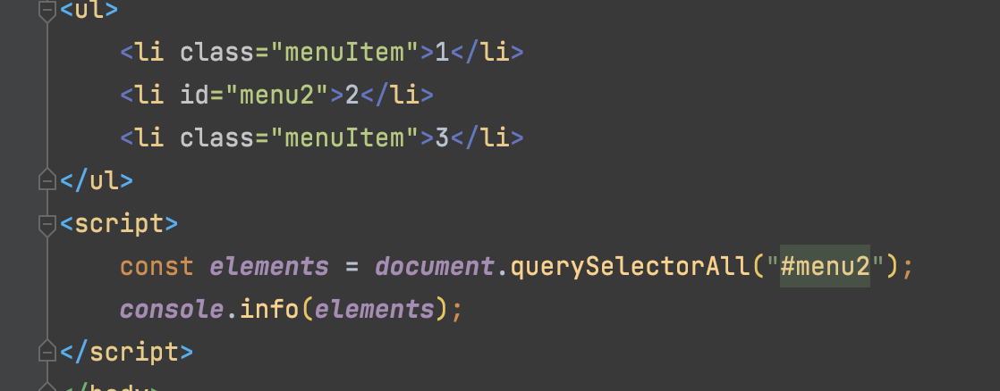 <ul>
<li class="menuItem">1</li>
<li id="menu2">2</li>
<li class="menuItem">3</li>
</ul>
<script>
const elements = document.querySelectorAll("#menu2");
console.info(elements);
</script>
</body>